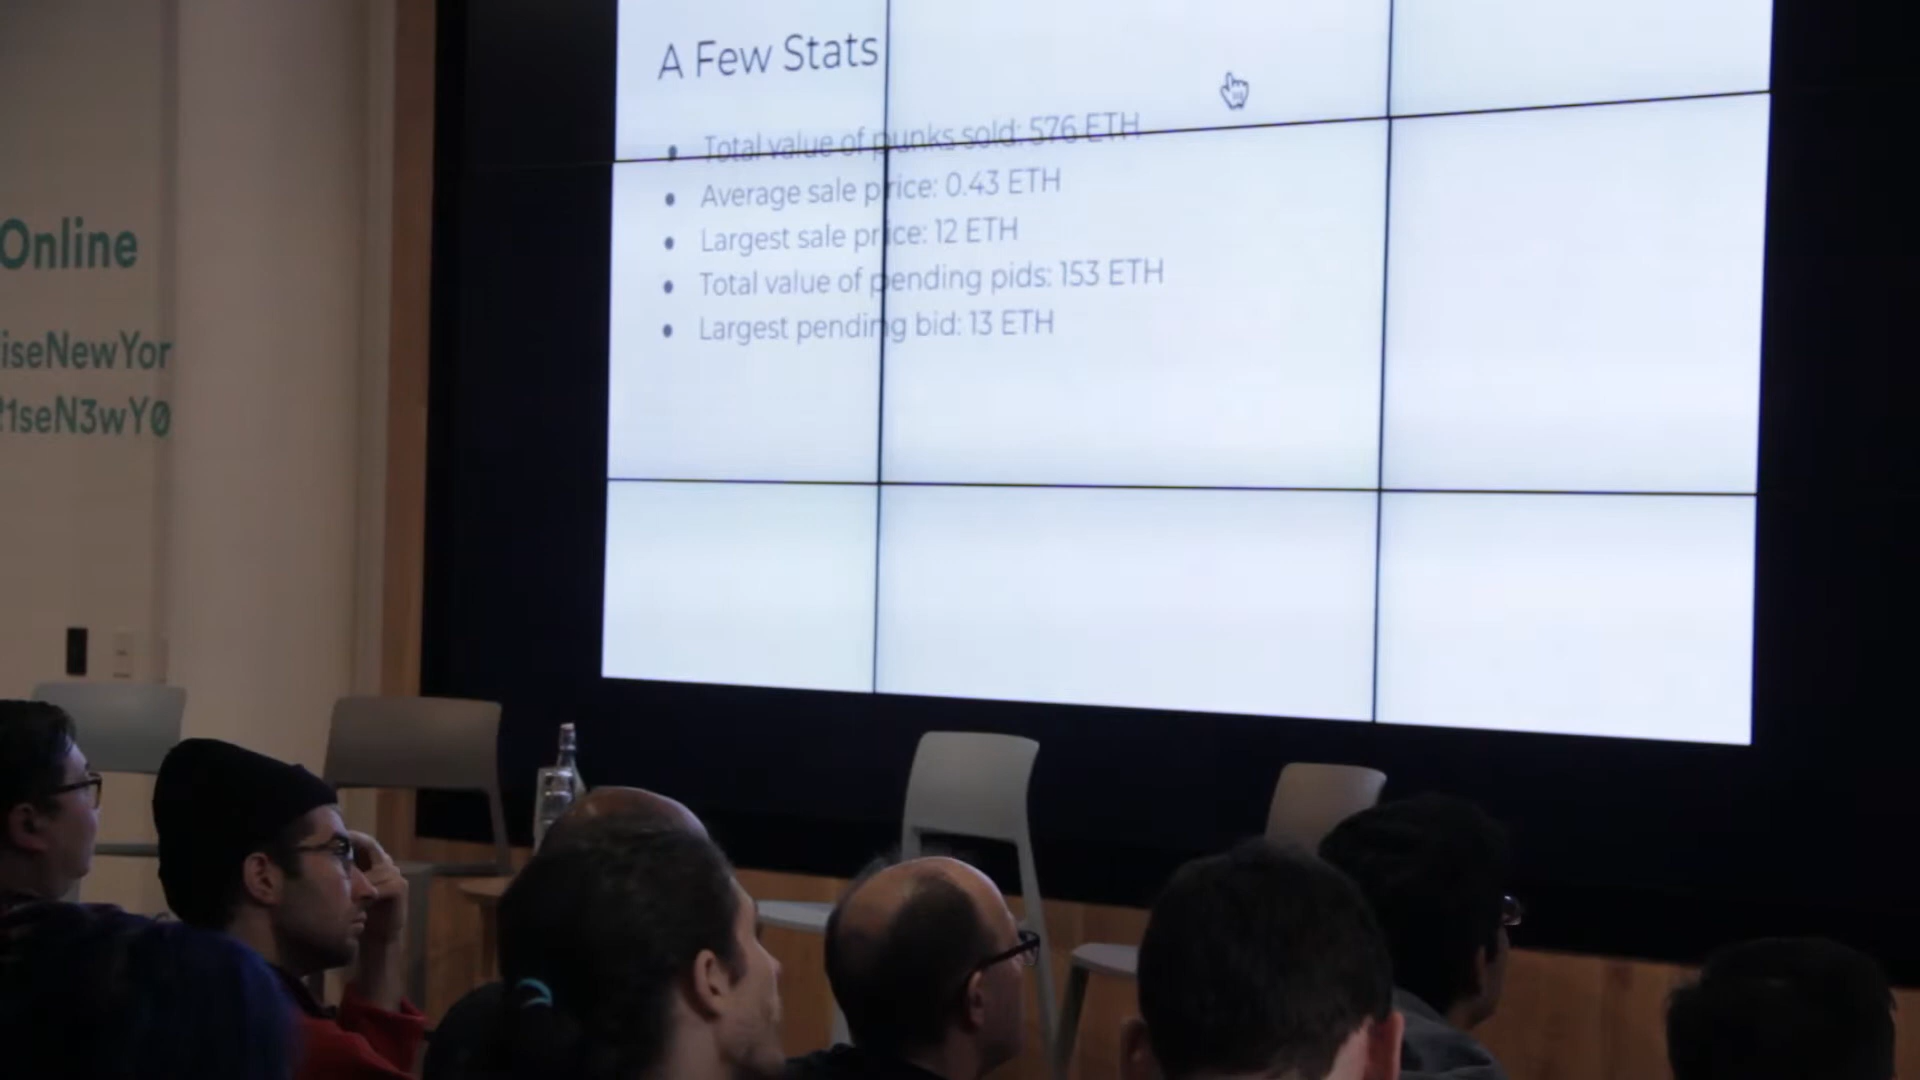 A Few Stats
Total value of punks sold: 576 ETH
Average sale price: 0.43 ETH
Largest sale price: 12 ETH
Total value of pending pids: 153 ETH
Largest pending bid: 13 ETH
Online
iseNewYor
1seN3wY0